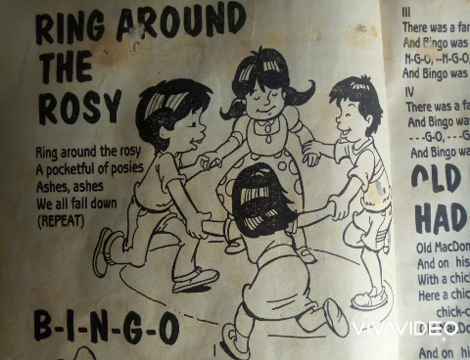 RING AROUND
THE
ROSY
Ring around the rosy
A pocketful of posies
Ashes, ashes
We all fall down
(REPEAT)
B-I-N-G-O
III
There was a
And Bingo was
N-G-O, --N-G-O
And Bingo was
IV
There was a
And Bingo wa
- - -G-O, - - -G-
And Bingo wa
OLD
HAD
Old MacDon
And on his
With a chic
Here a chic
chick-c
And on his
VIVAVIDEO